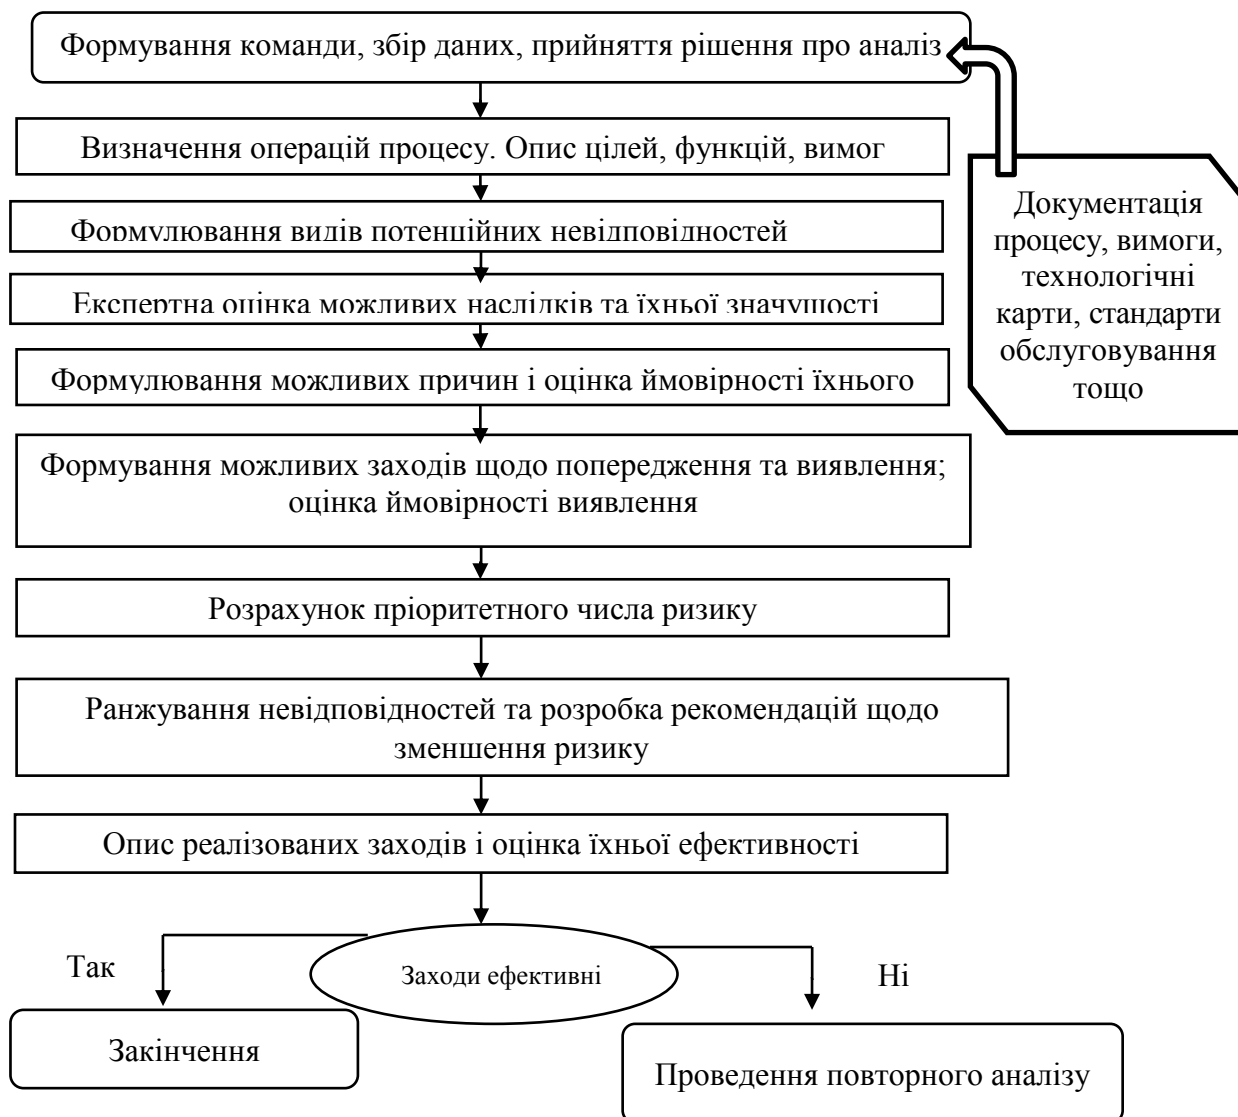 Формування команди, збір даних, прийняття рішення про аналіз
Визначення операцій процесу. Опис цілей, функцій, вимог
Формулювання видів потенційних невідповідностей
Експертна оцінка можливих наслідків та їхньої значущості
Формулювання можливих причин і оцінка ймовірності їхнього
Формування можливих заходів щодо попередження та виявлення;
оцінка ймовірності виявлення
Розрахунок пріоритетного числа ризику
Ранжування невідповідностей та розробка рекомендацій щодо
зменшення ризику
Опис реалізованих заходів і оцінка їхньої ефективності
Заходи ефективні
Так
Ні
Закінчення
Проведення повторного аналізу
Документація
процесу, вимоги,
технологічні
карти, стандарти
обслуговування
тощо